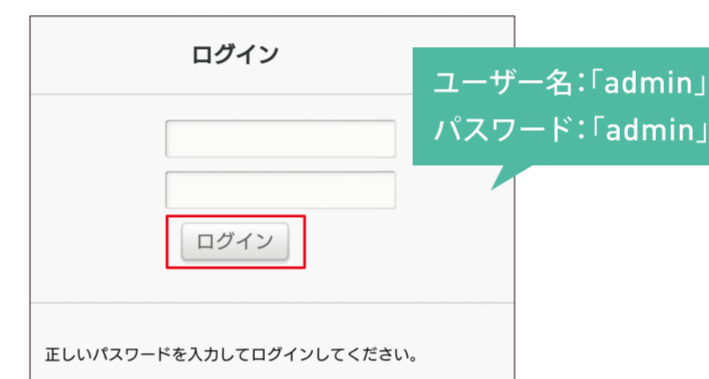 ログイン
ユーザー名：「admin」
パスワード：「admin」
ログイン
正しいパスワードを入力してログインしてください。